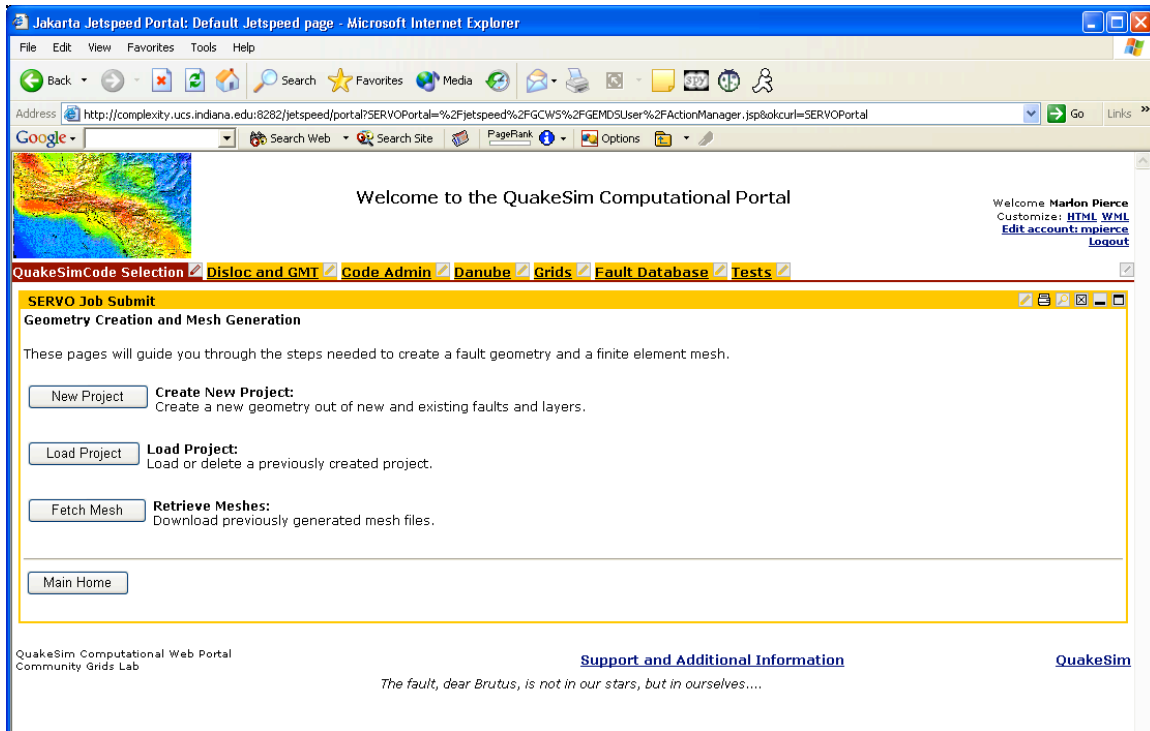 Jakarta Jetspeed Portal: Default Jetspeed page - Microsoft Internet Explorer
File Edit View Favorites Tools Help
Back Search Favorites Media SPY
Address http://complexity.ucs.indiana.edu:8282/jetspeed/portal?SERVOPortal=%2Fjetspeed%2FGCWS%2FGEMDSUser%2FActionManager.jsp&okcurl=SERVOPortal Go Links »
Google Search Web Search Site PageRank Options
Welcome to the QuakeSim Computational Portal
Welcome Marlon Pierce
Customize: HTML WML
Edit account: mpierce
Logout
QuakeSimCode Selection Disloc and GMT Code Admin Danube Grids Fault Database Tests
SERVO Job Submit
Geometry Creation and Mesh Generation
These pages will guide you through the steps needed to create a fault geometry and a finite element mesh.
New Project Create New Project:
Create a new geometry out of new and existing faults and layers.
Load Project Load Project:
Load or delete a previously created project.
Fetch Mesh Retrieve Meshes:
Download previously generated mesh files.
Main Home
QuakeSim Computational Web Portal
Community Grids Lab
Support and Additional Information QuakeSim
The fault, dear Brutus, is not in our stars, but in ourselves....